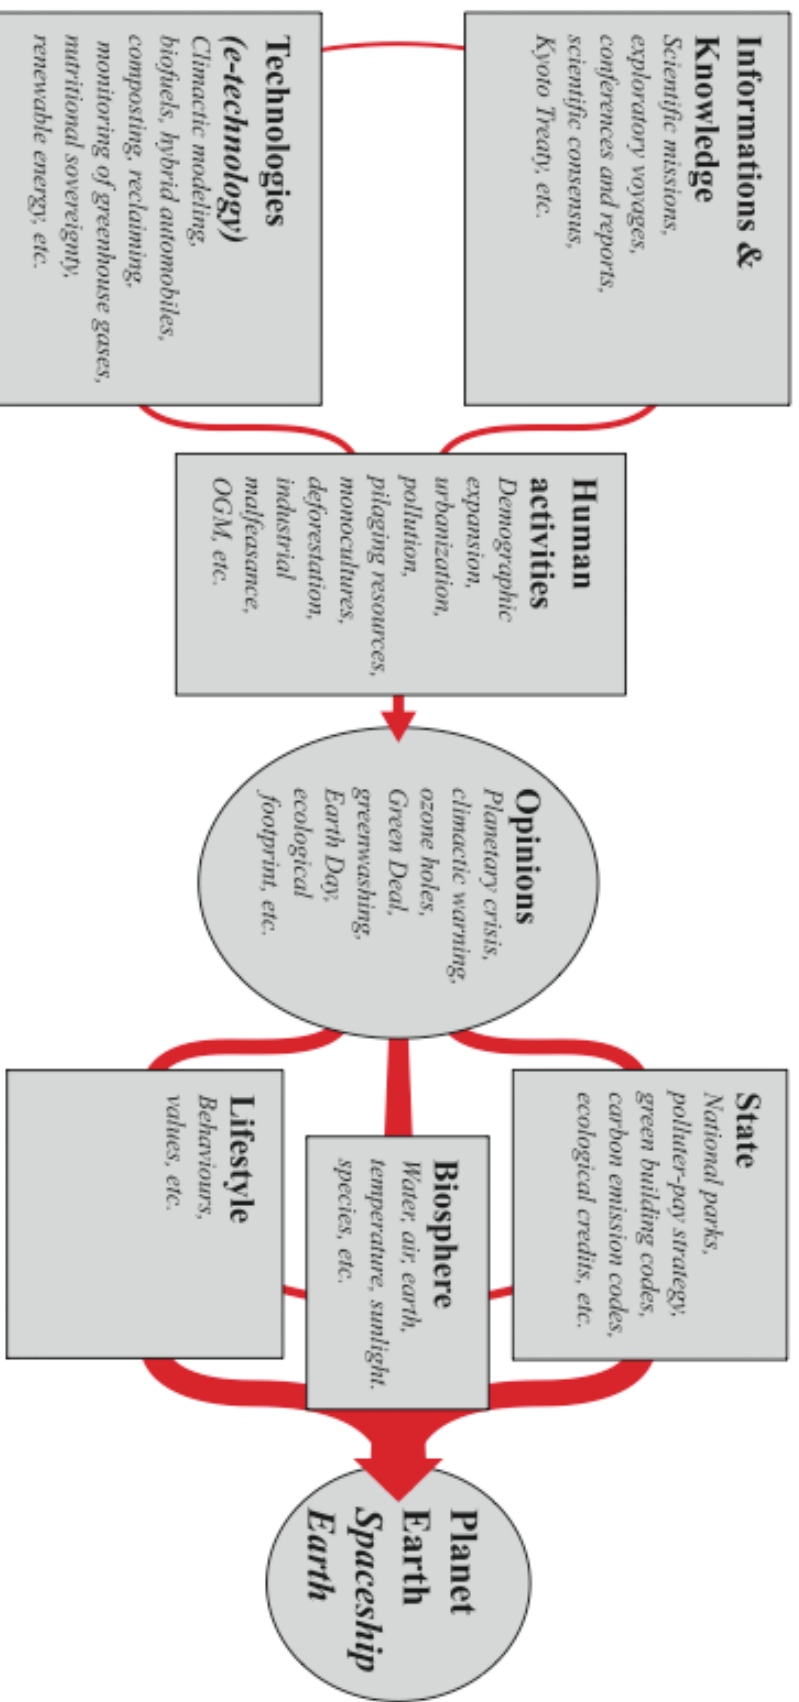 Informations &
Knowledge
Scientific missions,
exploratory voyages,
conferences and reports,
scientific consensus,
Kyoto Treaty, etc.
Technologies
(e-technology)
Climactic modeling,
biofuels, hybrid automobiles,
composting, reclaiming,
monitoring of greenhouse gases,
nutritional sovereignty,
renewable energy, etc.
Human
activities
Demographic
expansion,
urbanization,
pollution,
pilaging resources,
monocultures,
deforestation,
industrial
malfeasance,
OGM, etc.
Opinions
Planetary crisis,
climactic warning,
ozone holes,
Green Deal,
greenwashing,
Earth Day,
ecological
footprint, etc.
State
National parks,
polluter-pay strategy,
green building codes,
carbon emission codes,
ecological credits, etc.
Biosphere
Water, air, earth,
temperature, sunlight.
species, etc.
Lifestyle
Behaviours,
values, etc.
Planet
Earth
Spaceship
Earth